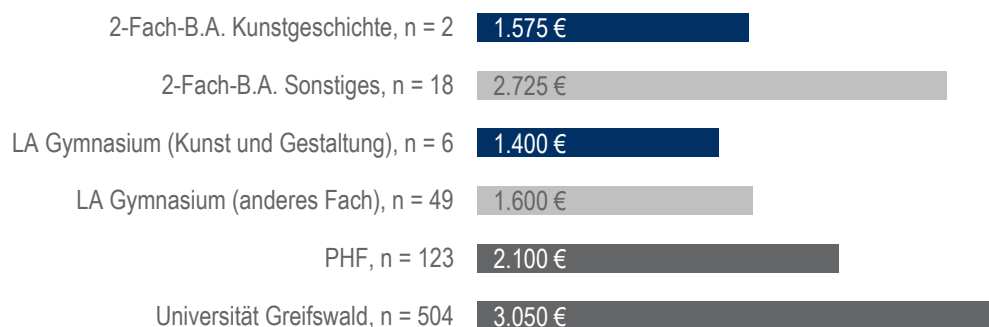 2-Fach-B.A. Kunstgeschichte, n = 2 1.575 €
2-Fach-B.A. Sonstiges, n = 18 2.725 €
LA Gymnasium (Kunst und Gestaltung), n = 6 1.400 €
LA Gymnasium (anderes Fach), n = 49 1.600 €
PHF, n = 123 2.100 €
Universität Greifswald, n = 504 3.050 €